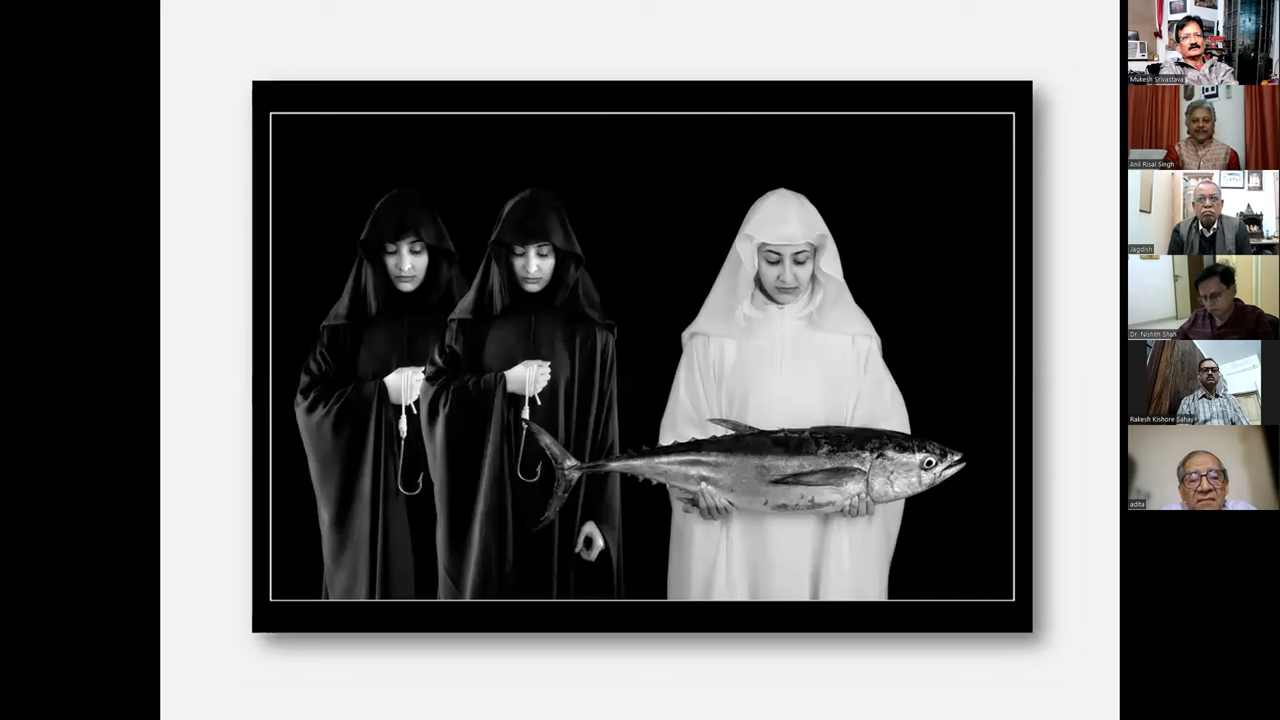 Mukesh Srivastava
Anil Risal Singh
Jagdish
Dr. Nishith Shah
Rakesh Kishore Sahay
adita